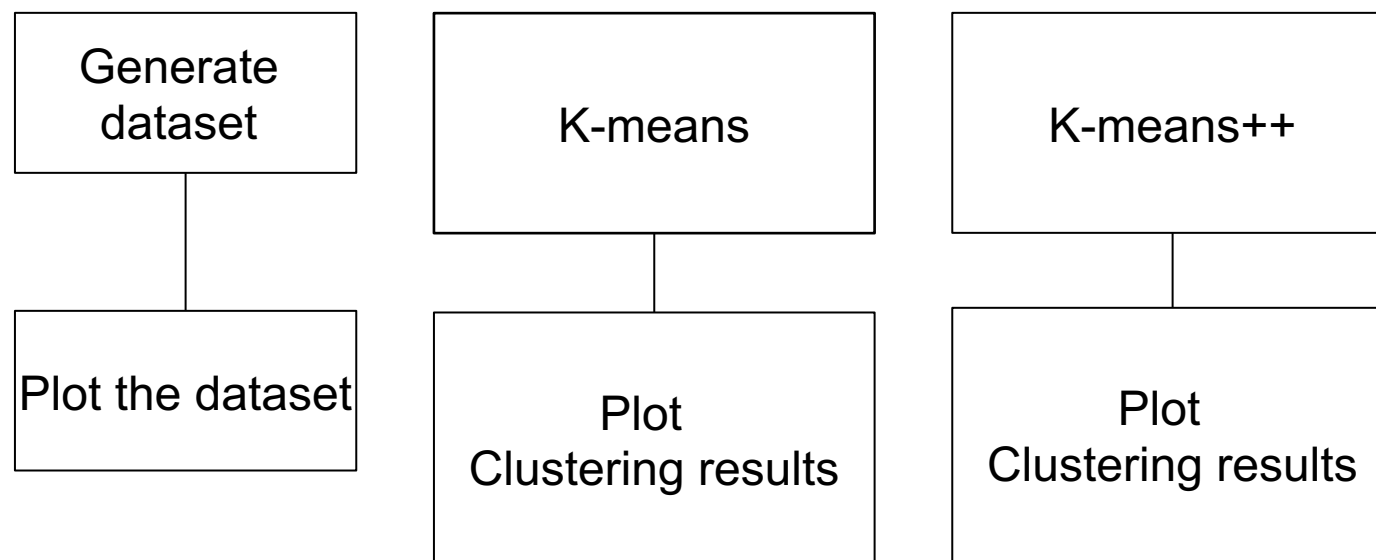 Generate
dataset
K-means
K-means++
Plot the dataset
Plot
Clustering results
Plot
Clustering results